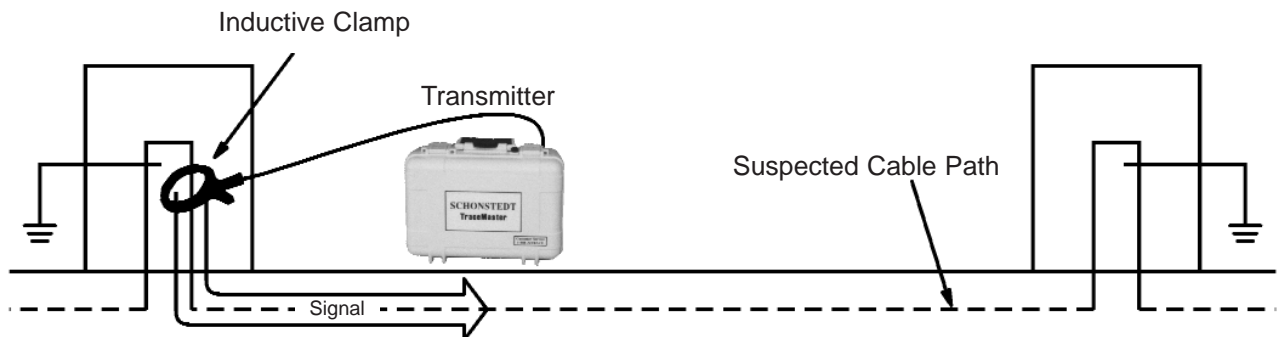 Inductive Clamp
Transmitter
Suspected Cable Path
SCHONSTEDT
TraceMaster
Signal